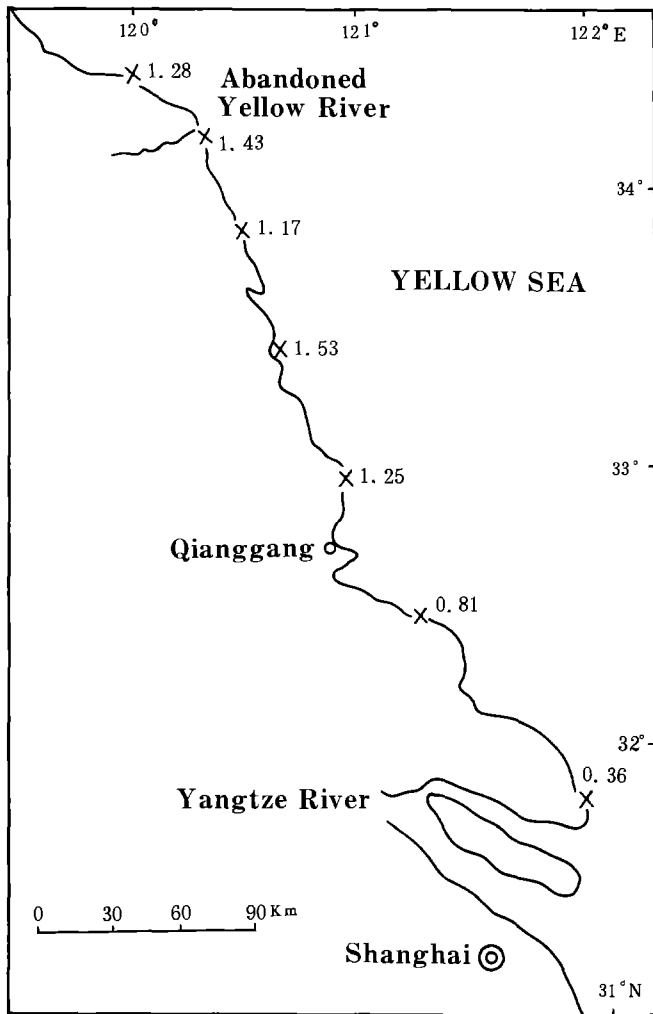 120°
121°
122°E
1.28
Abandoned
Yellow River
1.43
34°
1.17
YELLOW SEA
1.53
33°
1.25
Qianggang
0.81
32°
0.36
Yangtze River
0 30 60 90 Km
Shanghai
31°N